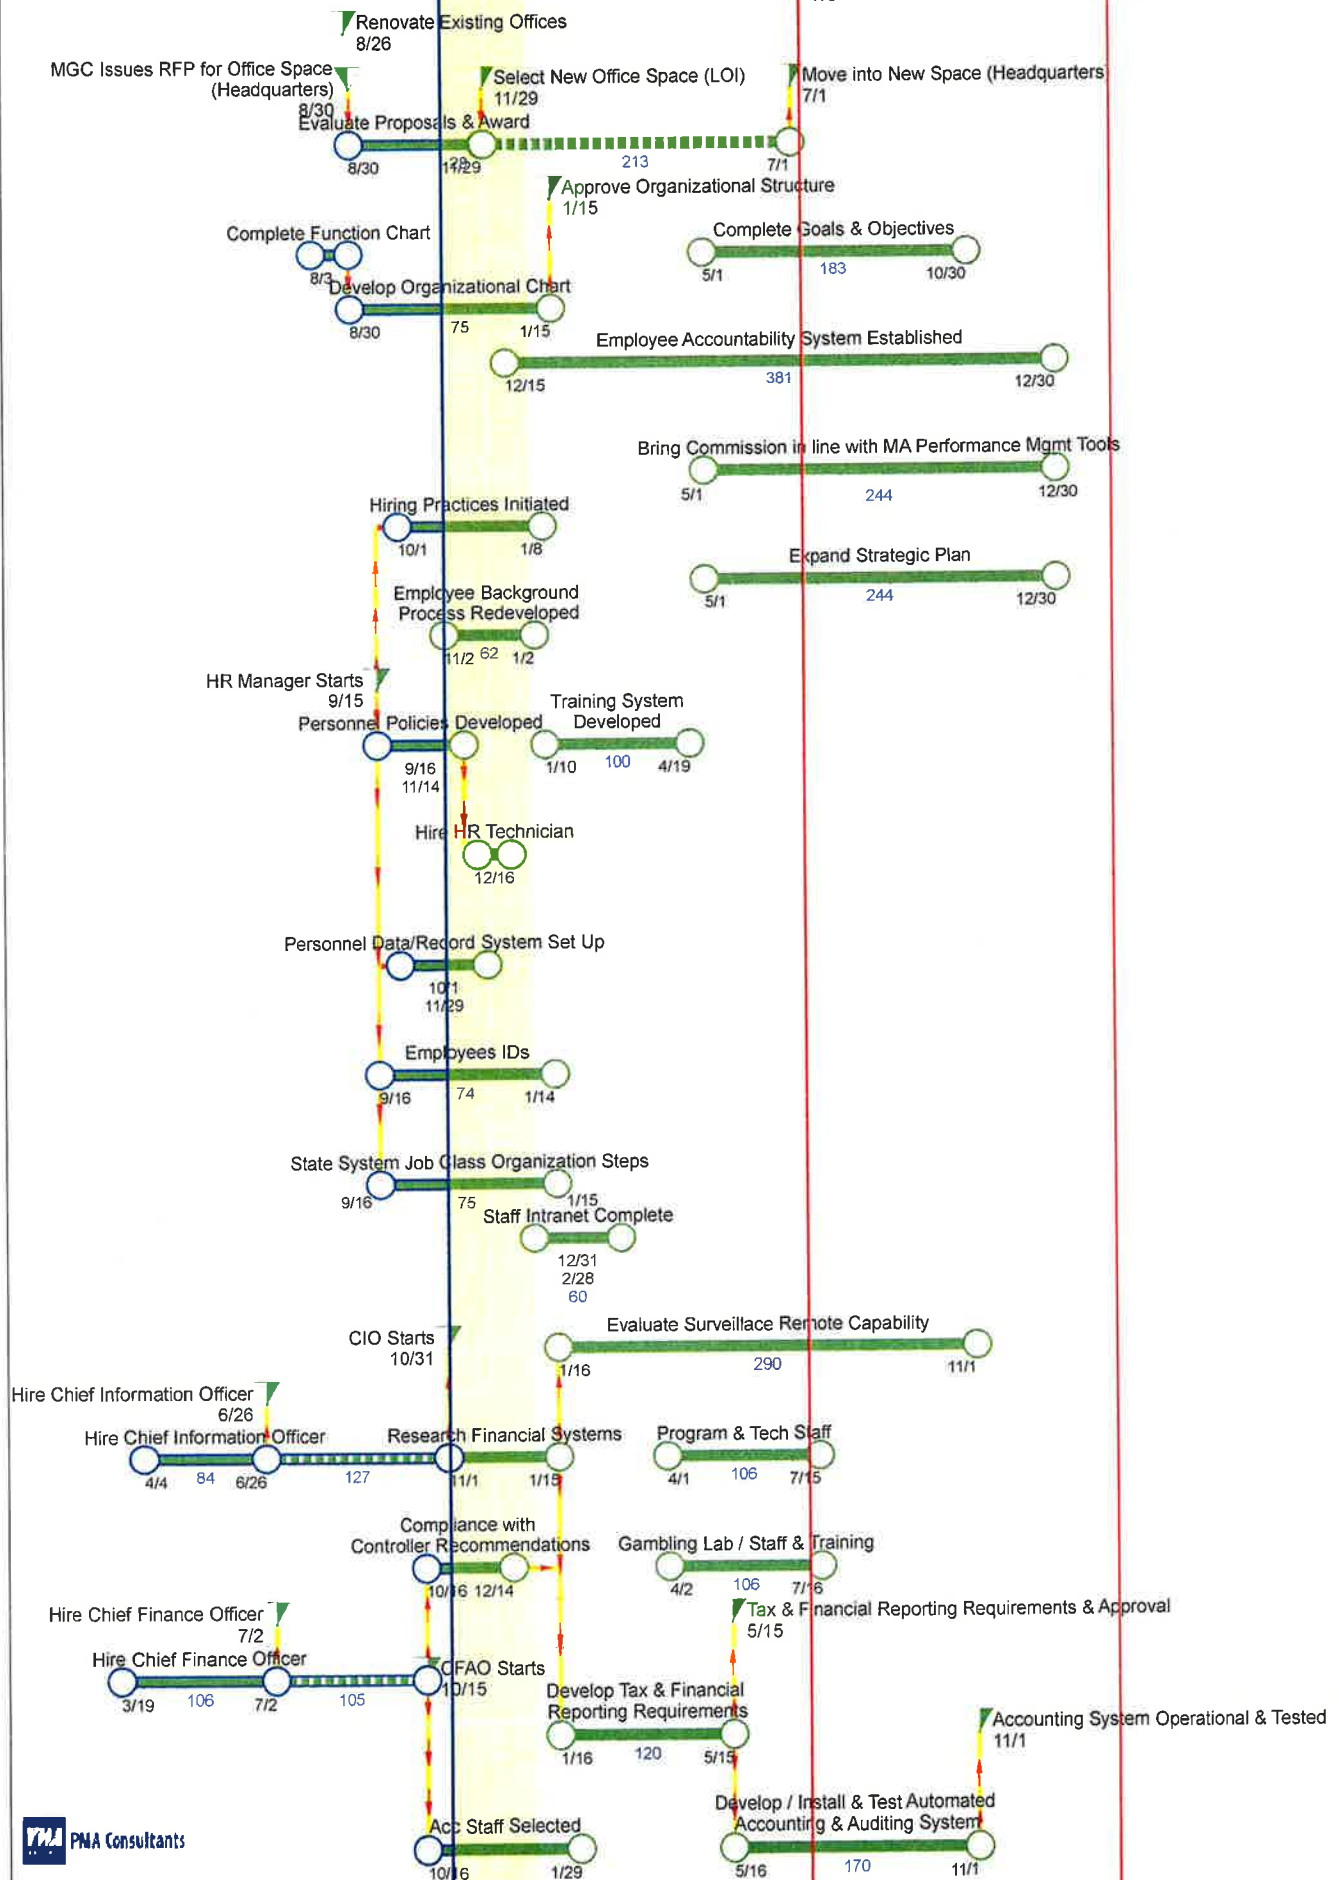 Renovate Existing Offices
8/26
MGC Issues RFP for Office Space
(Headquarters)
8/30
Select New Office Space (LOI)
11/29
Move into New Space (Headquarters)
7/1
Evaluate Proposals & Award
8/30
11/29
213
7/1
Approve Organizational Structure
1/15
Complete Function Chart
8/3
Complete Goals & Objectives
5/1
183
10/30
Develop Organizational Chart
8/30
75
1/15
Employee Accountability System Established
12/15
381
12/30
Bring Commission in line with MA Performance Mgmt Tools
5/1
244
12/30
Hiring Practices Initiated
10/1
1/8
Expand Strategic Plan
5/1
244
12/30
Employee Background
Process Redeveloped
11/2
62
1/2
HR Manager Starts
9/15
Personnel Policies Developed
9/16
11/14
Training System
Developed
1/10
100
4/19
Hire HR Technician
12/16
Personnel Data/Record System Set Up
10/1
11/29
Employees IDs
9/16
74
1/14
State System Job Class Organization Steps
9/16
75
1/15
Staff Intranet Complete
12/31
2/28
60
CIO Starts
10/31
Evaluate Surveillace Remote Capability
1/16
290
11/1
Hire Chief Information Officer
6/26
Hire Chief Information Officer
4/4
84
6/26
127
Research Financial Systems
11/1
1/15
Program & Tech Staff
4/1
106
7/15
Compliance with
Controller Recommendations
10/16
12/14
Gambling Lab / Staff & Training
4/2
106
7/16
Hire Chief Finance Officer
7/2
Tax & Financial Reporting Requirements & Approval
5/15
Hire Chief Finance Officer
3/19
106
7/2
105
CFAO Starts
10/15
Develop Tax & Financial
Reporting Requirements
1/16
120
5/15
Accounting System Operational & Tested
11/1
Develop / Install & Test Automated
Accounting & Auditing System
5/16
170
11/1
Acc Staff Selected
10/16
1/29
PMA Consultants